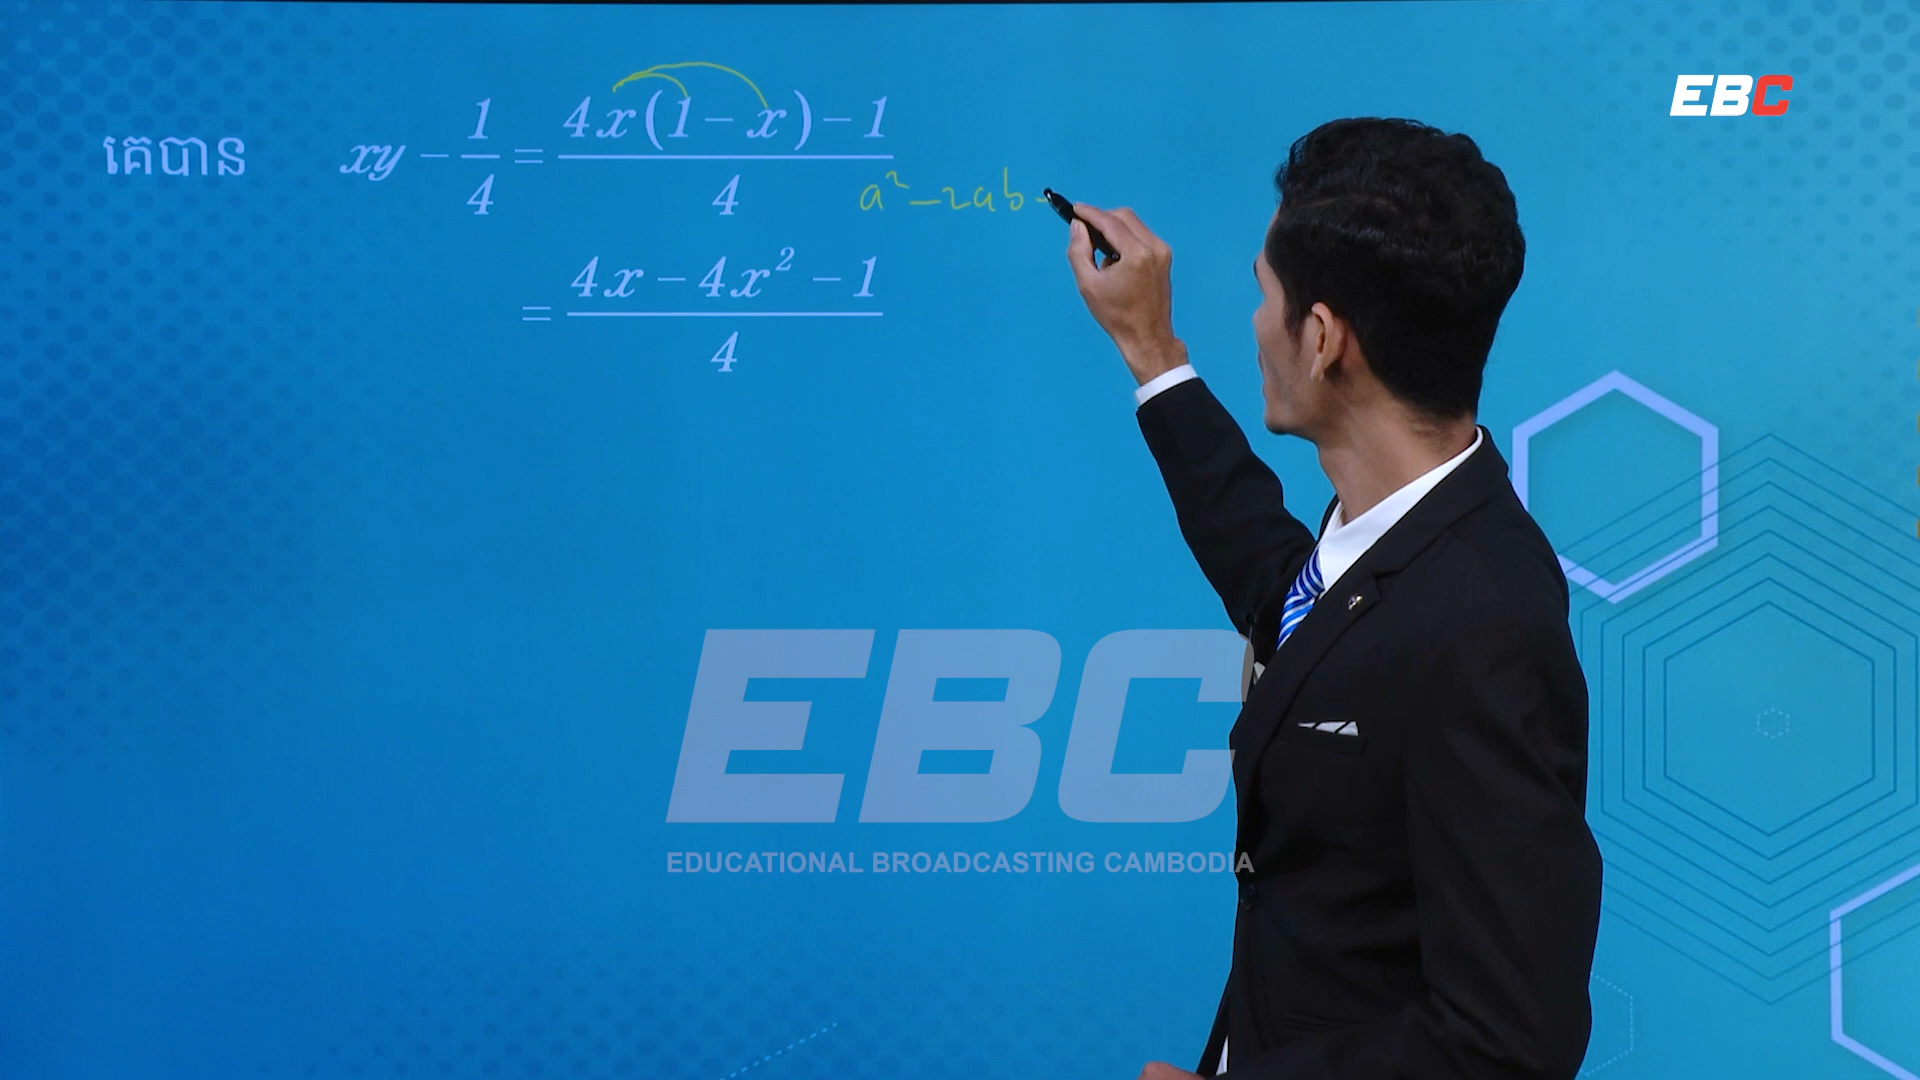 EBC
គេបាន xy − 1/4 = (4x(1 − x) − 1)/4
a² − 2ab -
= (4x − 4x² − 1)/4
EBC
EDUCATIONAL BROADCASTING CAMBODIA